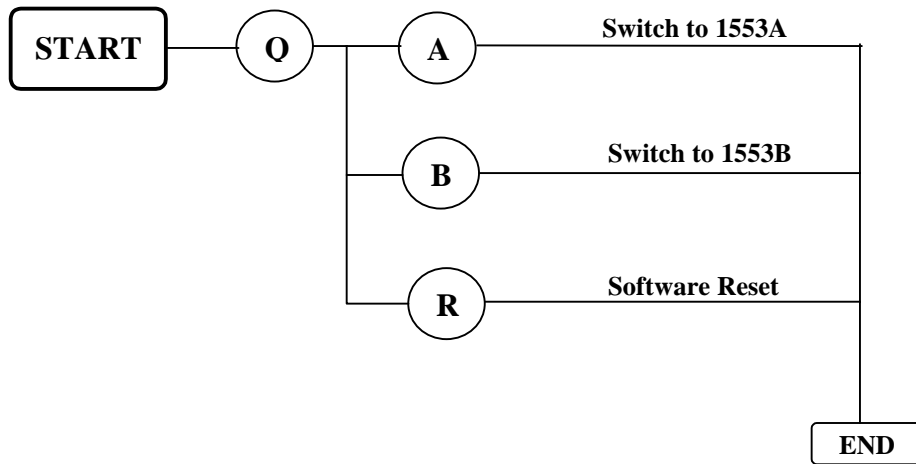 START
Q
A
Switch to 1553A
B
Switch to 1553B
R
Software Reset
END